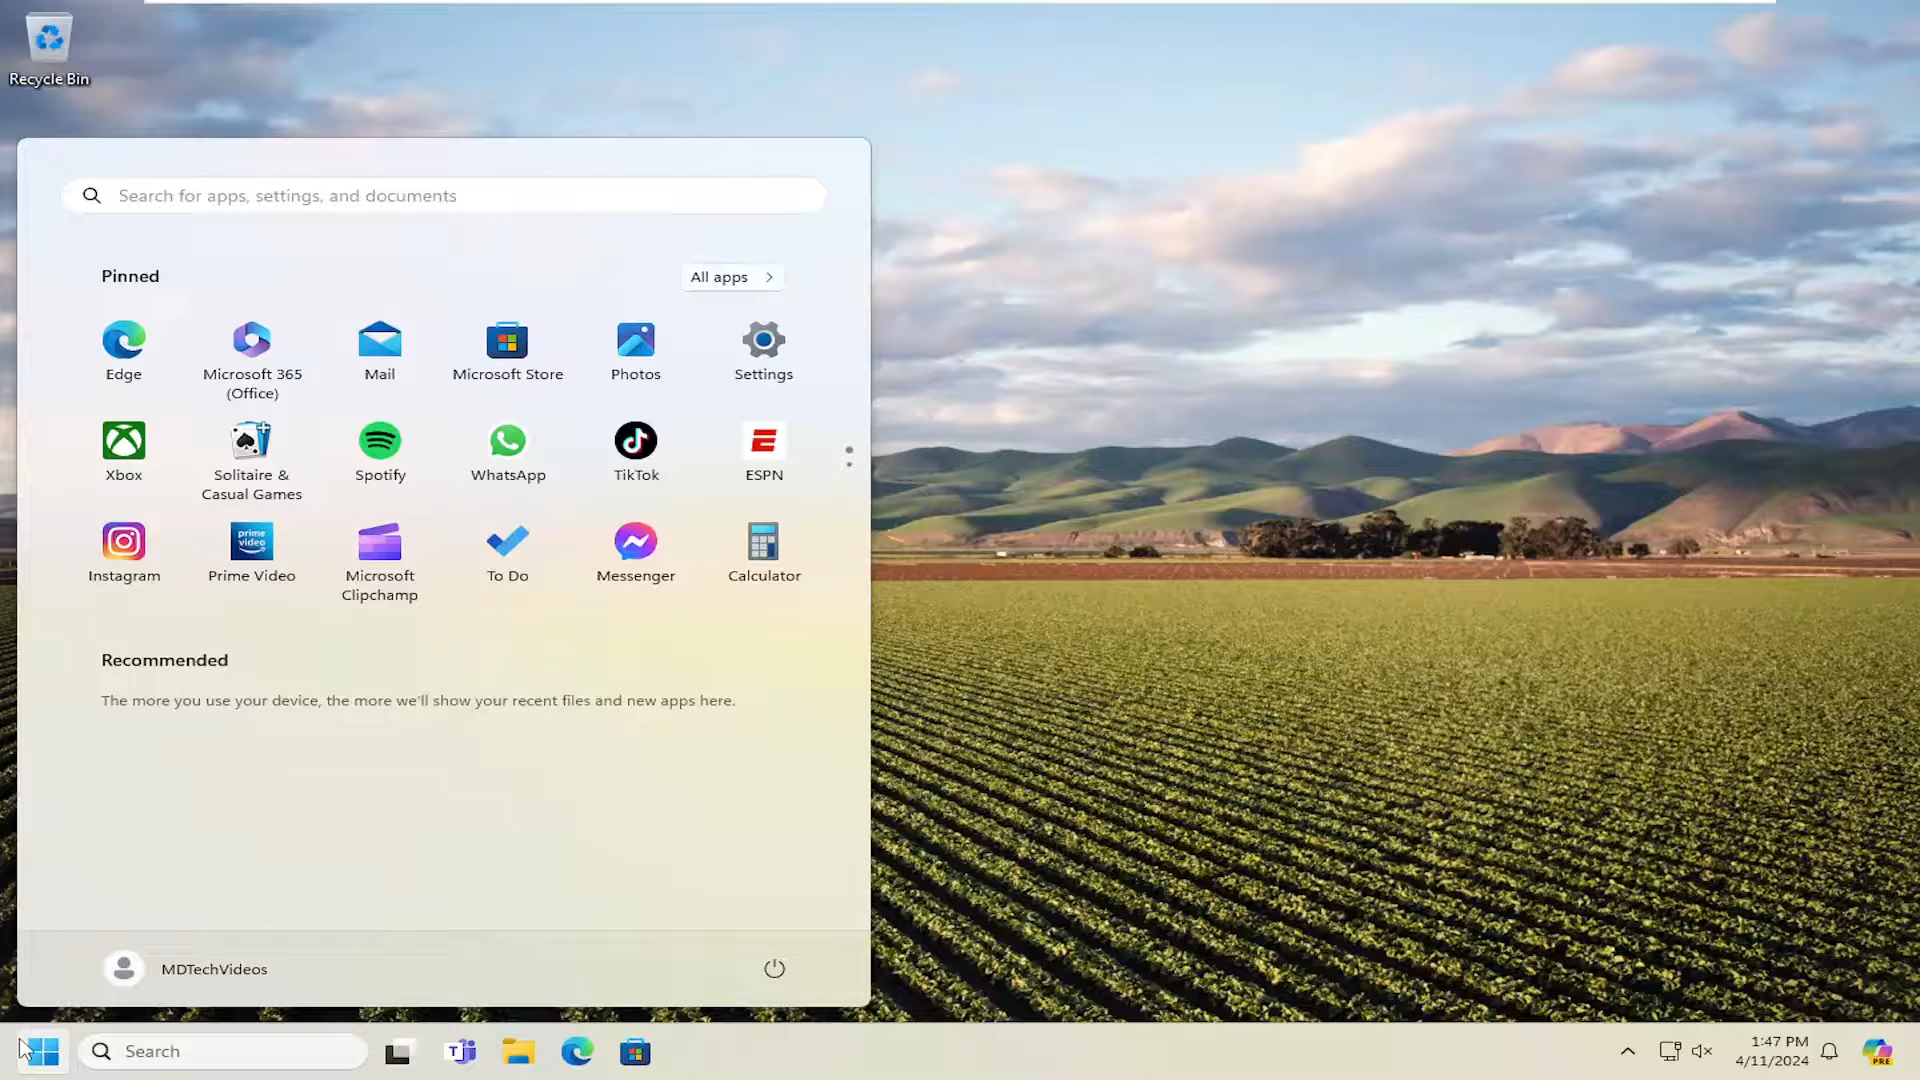 Recycle Bin
Search for apps, settings, and documents
Pinned
All apps
Edge
Microsoft 365
(Office)
Mail
Microsoft Store
Photos
Settings
Xbox
Solitaire &
Casual Games
Spotify
WhatsApp
TikTok
ESPN
prime
video
Instagram
Prime Video
Microsoft
Clipchamp
To Do
Messenger
Calculator
Recommended
The more you use your device, the more we'll show your recent files and new apps here.
MDTechVideos
Search
1:47 PM
4/11/2024
PRE